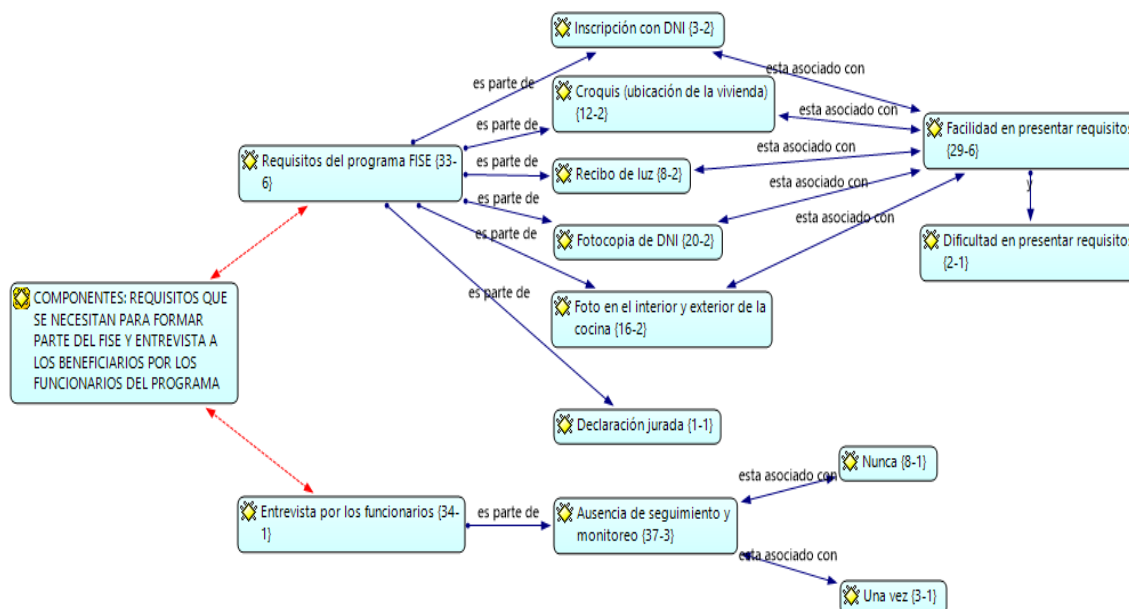 Inscripción con DNI {3-2}
esta asociado con
es parte de
Croquis (ubicación de la vivienda)
{12-2}
esta asociado con
es parte de
Facilidad en presentar requisitos
{29-6}
Requisitos del programa FISE {33-
6}
es parte de
Recibo de luz {8-2}
esta asociado con
esta asociado con
y
es parte de
Fotocopia de DNI {20-2}
esta asociado con
Dificultad en presentar requisitos
{2-1}
es parte de
COMPONENTES: REQUISITOS QUE
SE NECESITAN PARA FORMAR
PARTE DEL FISE Y ENTREVISTA A
LOS BENEFICIARIOS POR LOS
FUNCIONARIOS DEL PROGRAMA
es parte de
Foto en el interior y exterior de la
cocina {16-2}
Declaración jurada {1-1}
Nunca {8-1}
esta asociado con
Entrevista por los funcionarios {34-
1}
es parte de
Ausencia de seguimiento y
monitoreo {37-3}
esta asociado con
Una vez {3-1}